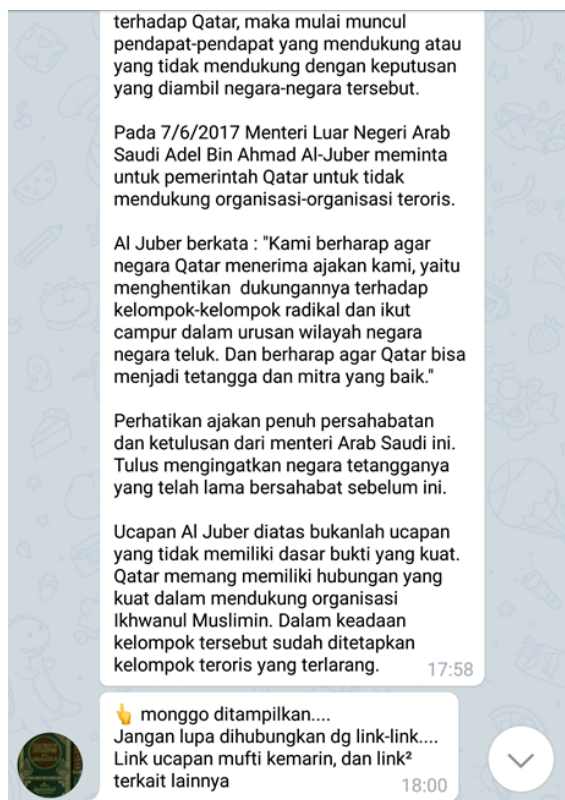 terhadap Qatar, maka mulai muncul
pendapat-pendapat yang mendukung atau
yang tidak mendukung dengan keputusan
yang diambil negara-negara tersebut.
Pada 7/6/2017 Menteri Luar Negeri Arab
Saudi Adel Bin Ahmad Al-Juber meminta
untuk pemerintah Qatar untuk tidak
mendukung organisasi-organisasi teroris.
Al Juber berkata : "Kami berharap agar
negara Qatar menerima ajakan kami, yaitu
menghentikan  dukungannya terhadap
kelompok-kelompok radikal dan ikut
campur dalam urusan wilayah negara
negara teluk. Dan berharap agar Qatar bisa
menjadi tetangga dan mitra yang baik."
Perhatikan ajakan penuh persahabatan
dan ketulusan dari menteri Arab Saudi ini.
Tulus mengingatkan negara tetangganya
yang telah lama bersahabat sebelum ini.
Ucapan Al Juber diatas bukanlah ucapan
yang tidak memiliki dasar bukti yang kuat.
Qatar memang memiliki hubungan yang
kuat dalam mendukung organisasi
Ikhwanul Muslimin. Dalam keadaan
kelompok tersebut sudah ditetapkan
kelompok teroris yang terlarang. 17:58
👆 monggo ditampilkan....
Jangan lupa dihubungkan dg link-link....
Link ucapan mufti kemarin, dan link²
terkait lainnya 18:00